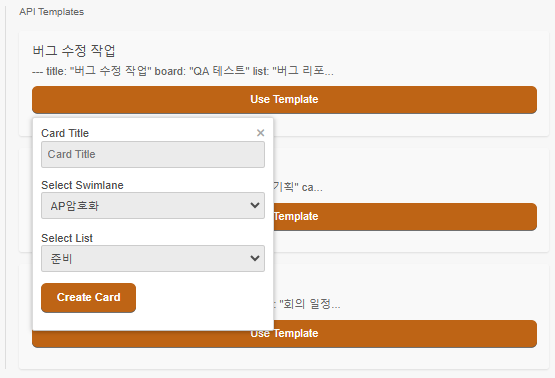 API Templates
버그 수정 작업
--- title: "버그 수정 작업" board: "QA 테스트" list: "버그 리포...
Use Template
Card Title
×
Card Title
Select Swimlane
AP암호화
Select List
준비
Create Card
기획" ca...
Template
: "회의 일정...
Use Template